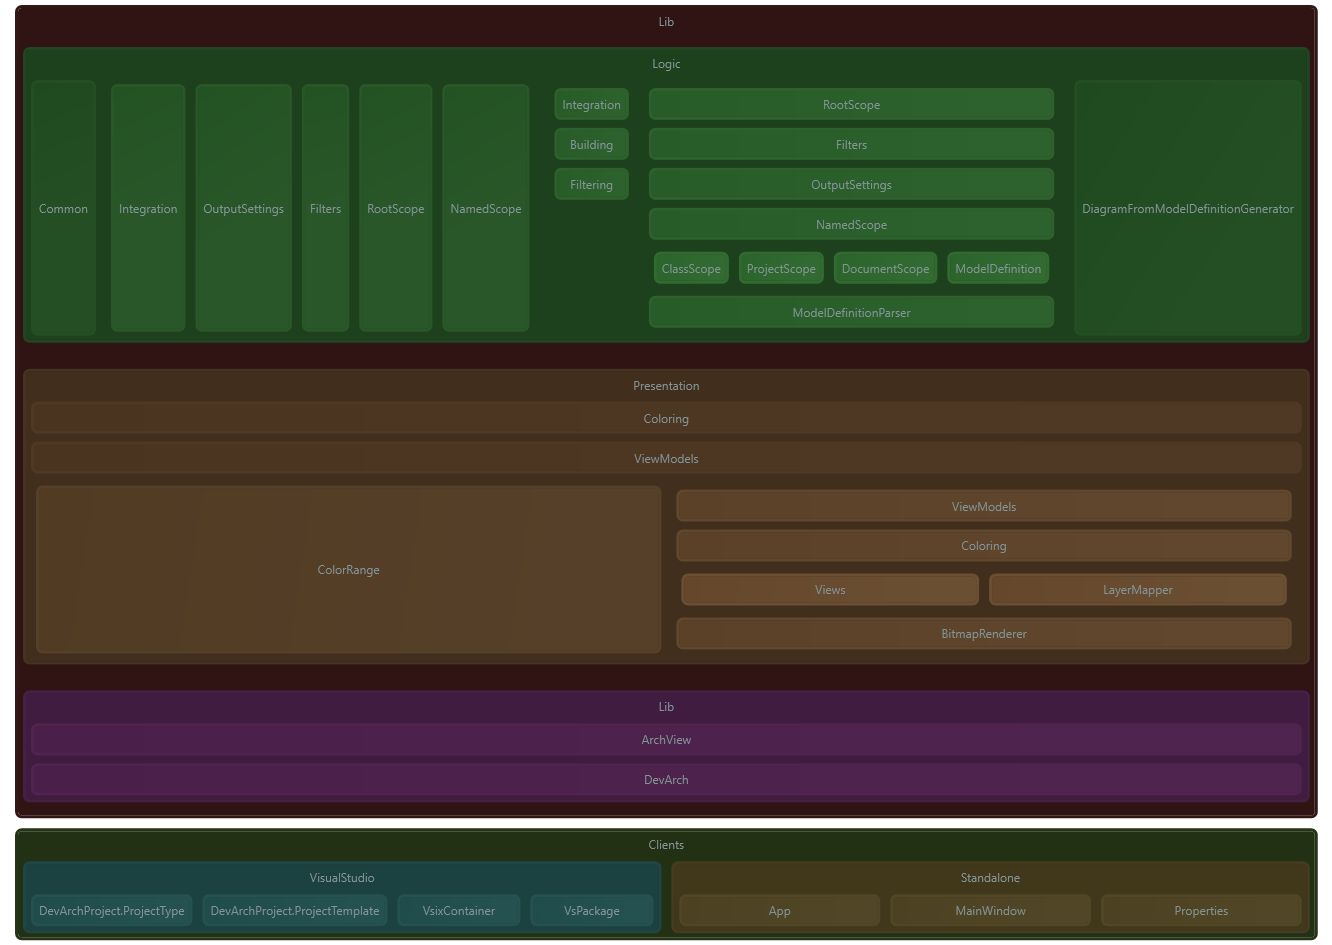 Lib
Logic
Common
Integration
OutputSettings
Filters
RootScope
NamedScope
Integration
Building
Filtering
RootScope
Filters
OutputSettings
NamedScope
ClassScope
ProjectScope
DocumentScope
ModelDefinition
ModelDefinitionParser
DiagramFromModelDefinitionGenerator
Presentation
Coloring
ViewModels
ColorRange
ViewModels
Coloring
Views
LayerMapper
BitmapRenderer
Lib
ArchView
DevArch
Clients
VisualStudio
DevArchProject.ProjectType
DevArchProject.ProjectTemplate
VsixContainer
VsPackage
Standalone
App
MainWindow
Properties